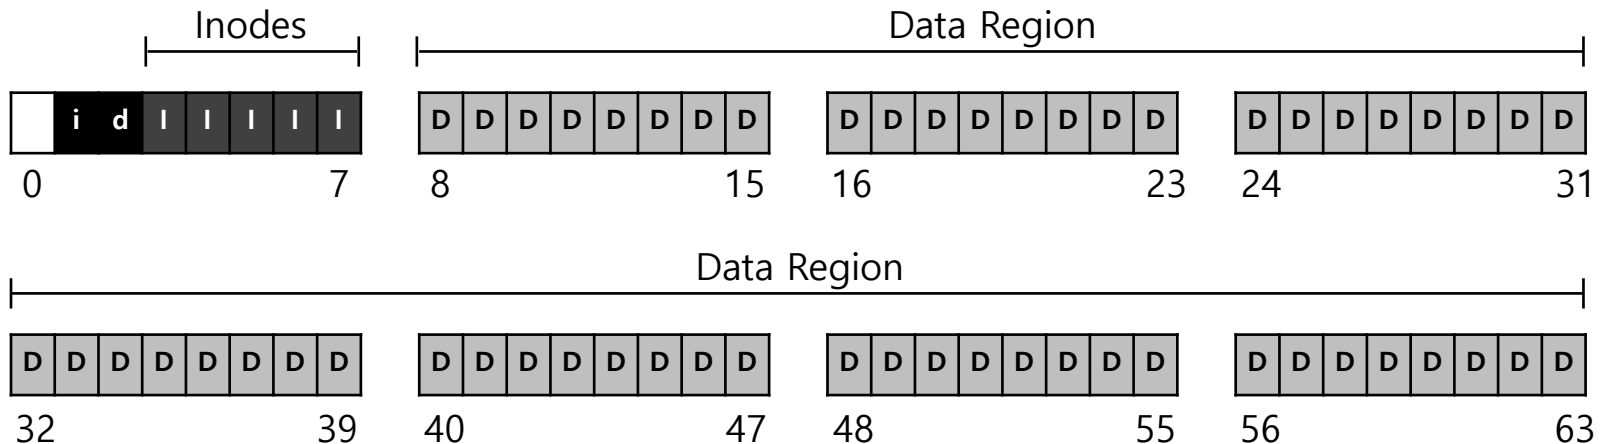 Inodes Data Region
i d I I I I I D D D D D D D D D D D D D D D D D D D D D D D D
0 7 8 15 16 23 24 31
Data Region
D D D D D D D D D D D D D D D D D D D D D D D D D D D D D D D D
32 39 40 47 48 55 56 63